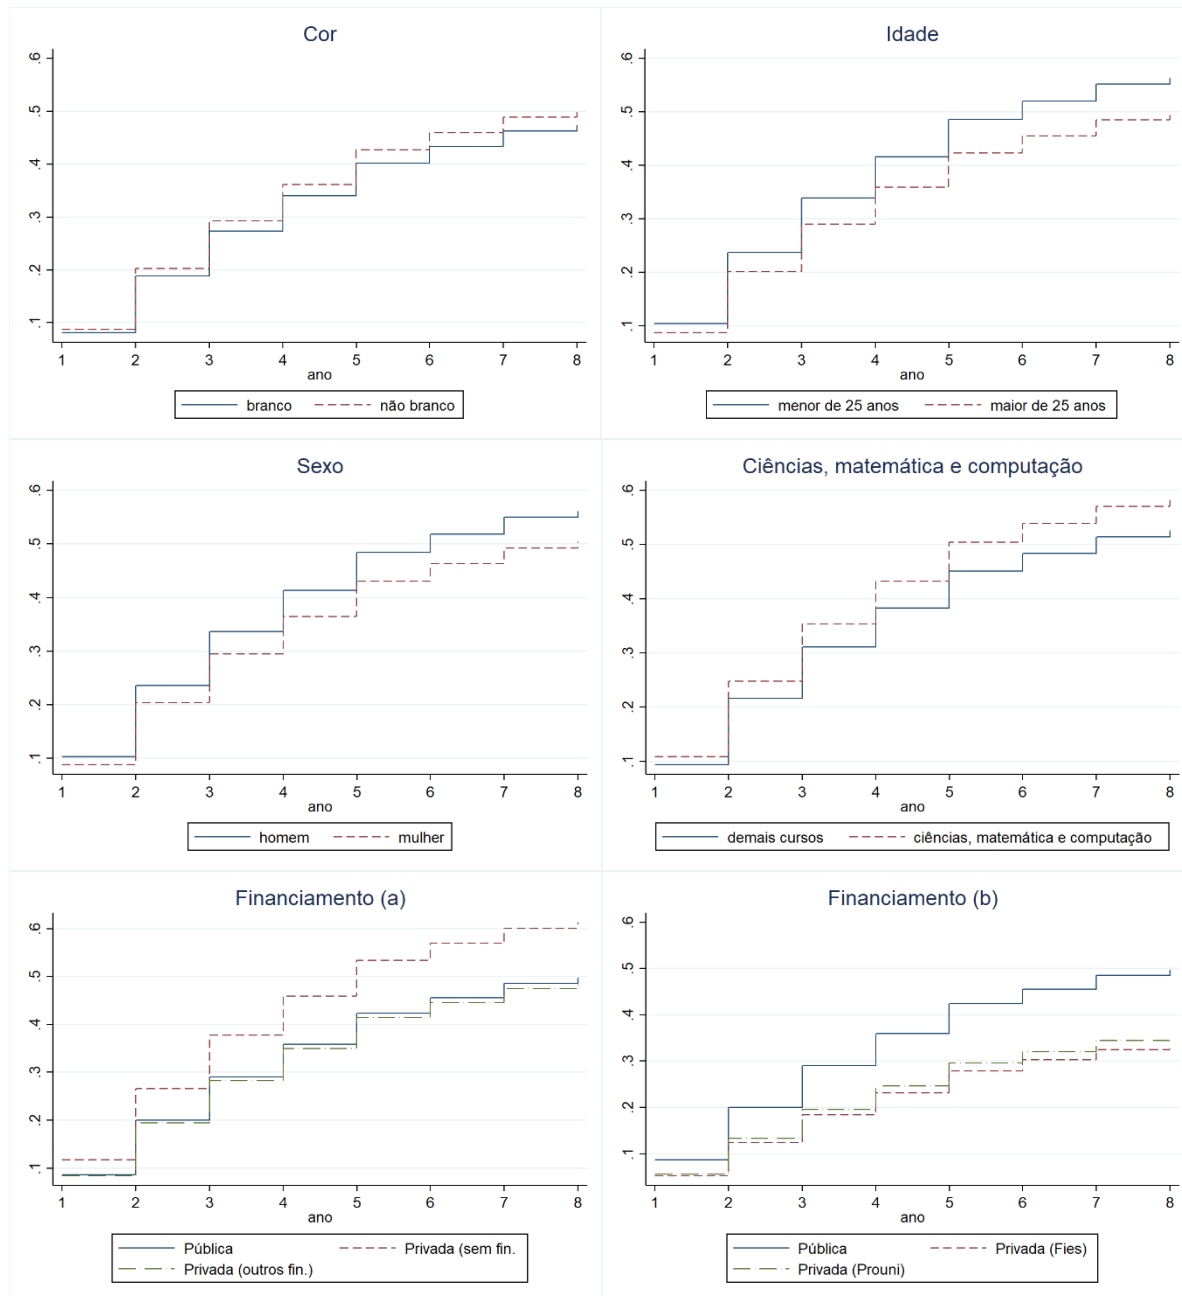 Cor
.6
.5
.4
.3
.2
.1
1 2 3 4 5 6 7 8
ano
branco não branco
Idade
.6
.5
.4
.3
.2
.1
1 2 3 4 5 6 7 8
ano
menor de 25 anos maior de 25 anos
Sexo
.6
.5
.4
.3
.2
.1
1 2 3 4 5 6 7 8
ano
homem mulher
Ciências, matemática e computação
.6
.5
.4
.3
.2
.1
1 2 3 4 5 6 7 8
ano
demais cursos ciências, matemática e computação
Financiamento (a)
.6
.5
.4
.3
.2
.1
1 2 3 4 5 6 7 8
ano
Pública Privada (sem fin.
Privada (outros fin.)
Financiamento (b)
.6
.5
.4
.3
.2
.1
1 2 3 4 5 6 7 8
ano
Pública Privada (Fies)
Privada (Prouni)